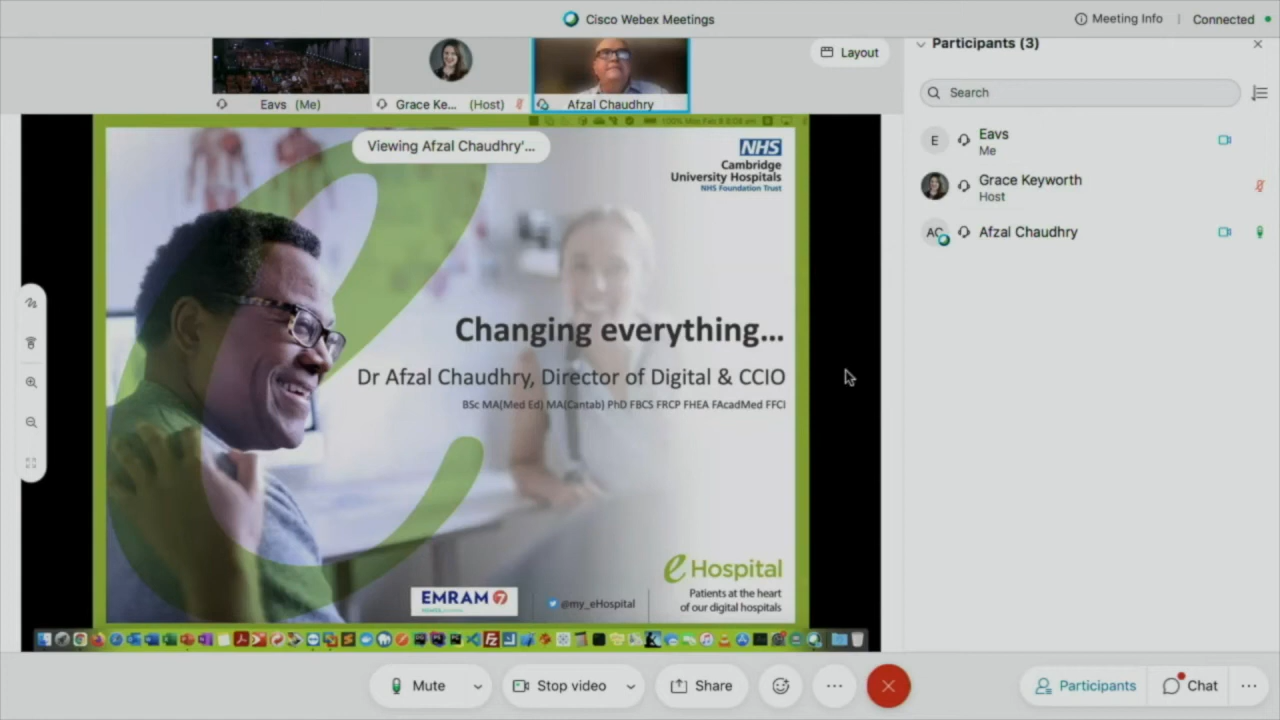 Cisco Webex Meetings
Meeting Info
Connected
Eavs (Me)
Grace Ke... (Host)
Afzal Chaudhry
Layout
Participants (3)
Search
E
Eavs
Me
Grace Keyworth
Host
AC
Afzal Chaudhry
Viewing Afzal Chaudhry'...
NHS
Cambridge
University Hospitals
NHS Foundation Trust
Changing everything...
Dr Afzal Chaudhry, Director of Digital & CCIO
BSc MA(Med Ed) MA(Cantab) PhD FBCS FRCP FHEA FAcadMed FFCI
eHospital
Patients at the heart
of our digital hospitals
EMRAM 7
@my_eHospital
Mute
Stop video
Share
Participants
Chat